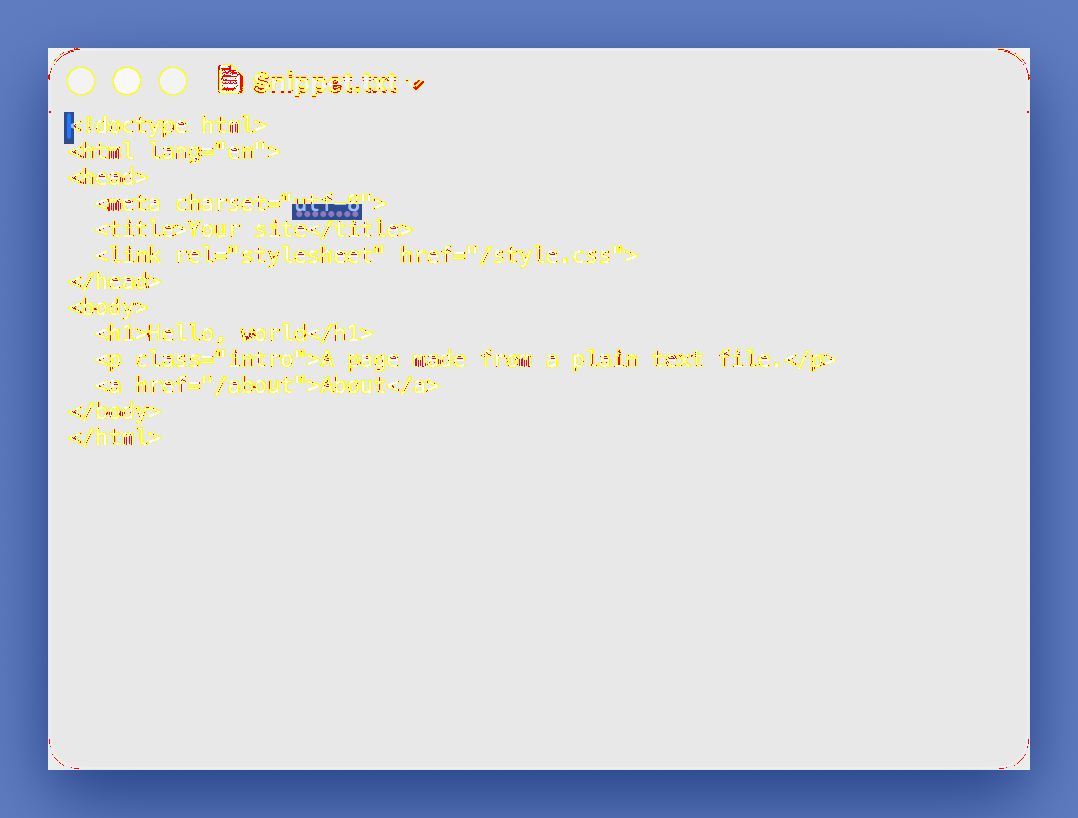 Snippet.txt
<!doctype html>
<html lang="en">
<head>
  <meta charset="utf-8">
  <title>Your site</title>
  <link rel="stylesheet" href="/style.css">
</head>
<body>
  <h1>Hello, world</h1>
  <p class="intro">A page made from a plain text file.</p>
  <a href="/about">About</a>
</body>
</html>